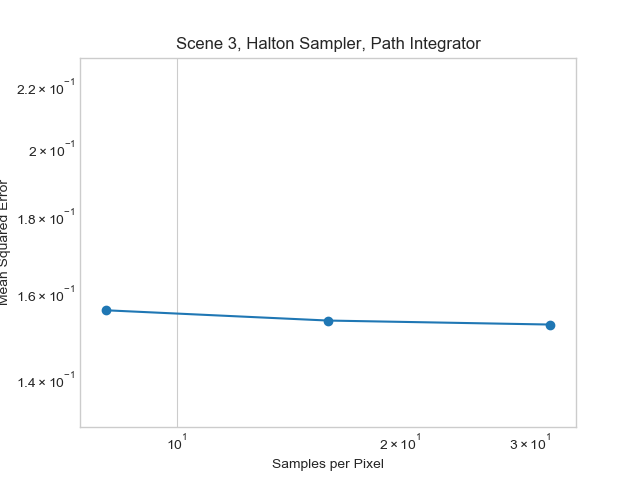 Scene 3, Halton Sampler, Path Integrator
2.2 × 10⁻¹
2 × 10⁻¹
1.8 × 10⁻¹
1.6 × 10⁻¹
1.4 × 10⁻¹
Mean Squared Error
10¹
2 × 10¹
3 × 10¹
Samples per Pixel